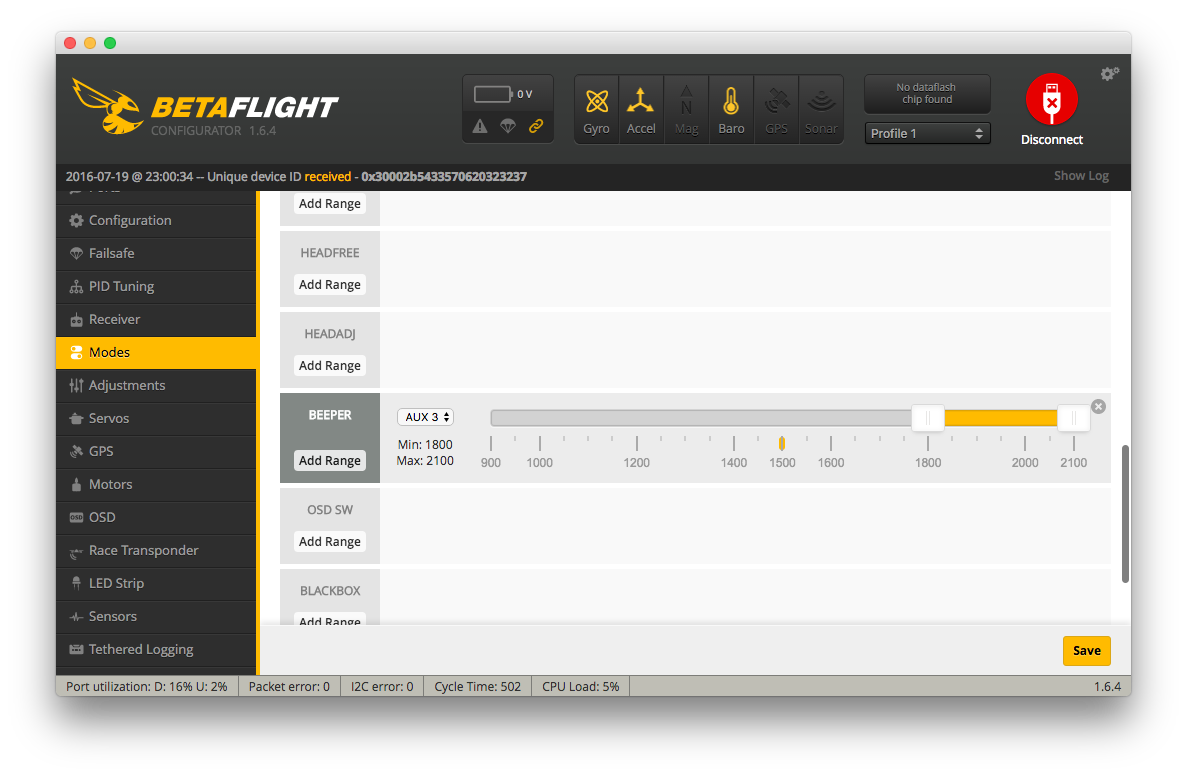 BETAFLIGHT
CONFIGURATOR 1.6.4
0 V
Gyro
Accel
Mag
Baro
GPS
Sonar
No dataflash
chip found
Profile 1
Disconnect
2016-07-19 @ 23:00:34 -- Unique device ID received - 0x30002b5433570620323237
Show Log
Configuration
Failsafe
PID Tuning
Receiver
Modes
Adjustments
Servos
GPS
Motors
OSD
Race Transponder
LED Strip
Sensors
Tethered Logging
Add Range
HEADFREE
Add Range
HEADADJ
Add Range
BEEPER
Add Range
AUX 3
Min: 1800
Max: 2100
900 1000 1200 1400 1500 1600 1800 2000 2100
OSD SW
Add Range
BLACKBOX
Add Range
Save
Port utilization: D: 16% U: 2% Packet error: 0 I2C error: 0 Cycle Time: 502 CPU Load: 5% 1.6.4